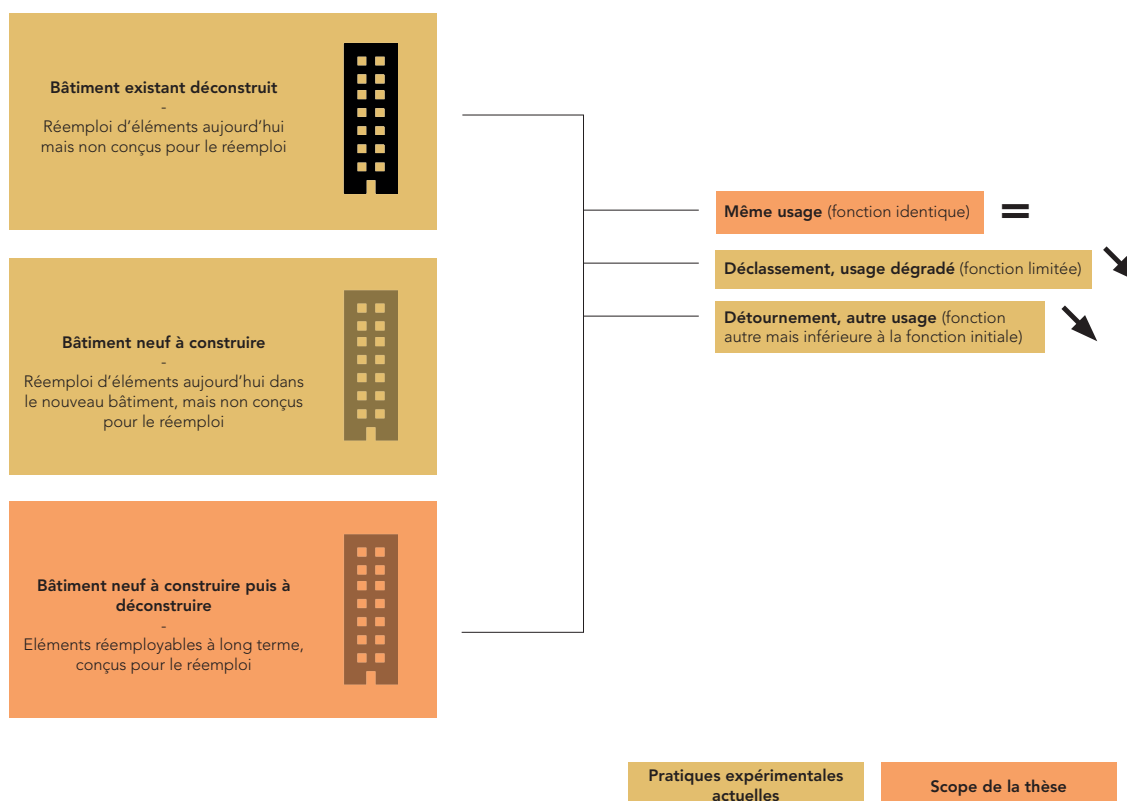 Bâtiment existant déconstruit
-
Réemploi d'éléments aujourd'hui
mais non conçus pour le réemploi
Bâtiment neuf à construire
-
Réemploi d'éléments aujourd'hui dans
le nouveau bâtiment, mais non conçus
pour le réemploi
Bâtiment neuf à construire puis à
déconstruire
-
Eléments réemployables à long terme,
conçus pour le réemploi
Même usage (fonction identique)
=
Déclassement, usage dégradé (fonction limitée)
Détournement, autre usage (fonction
autre mais inférieure à la fonction initiale)
Pratiques expérimentales
actuelles
Scope de la thèse